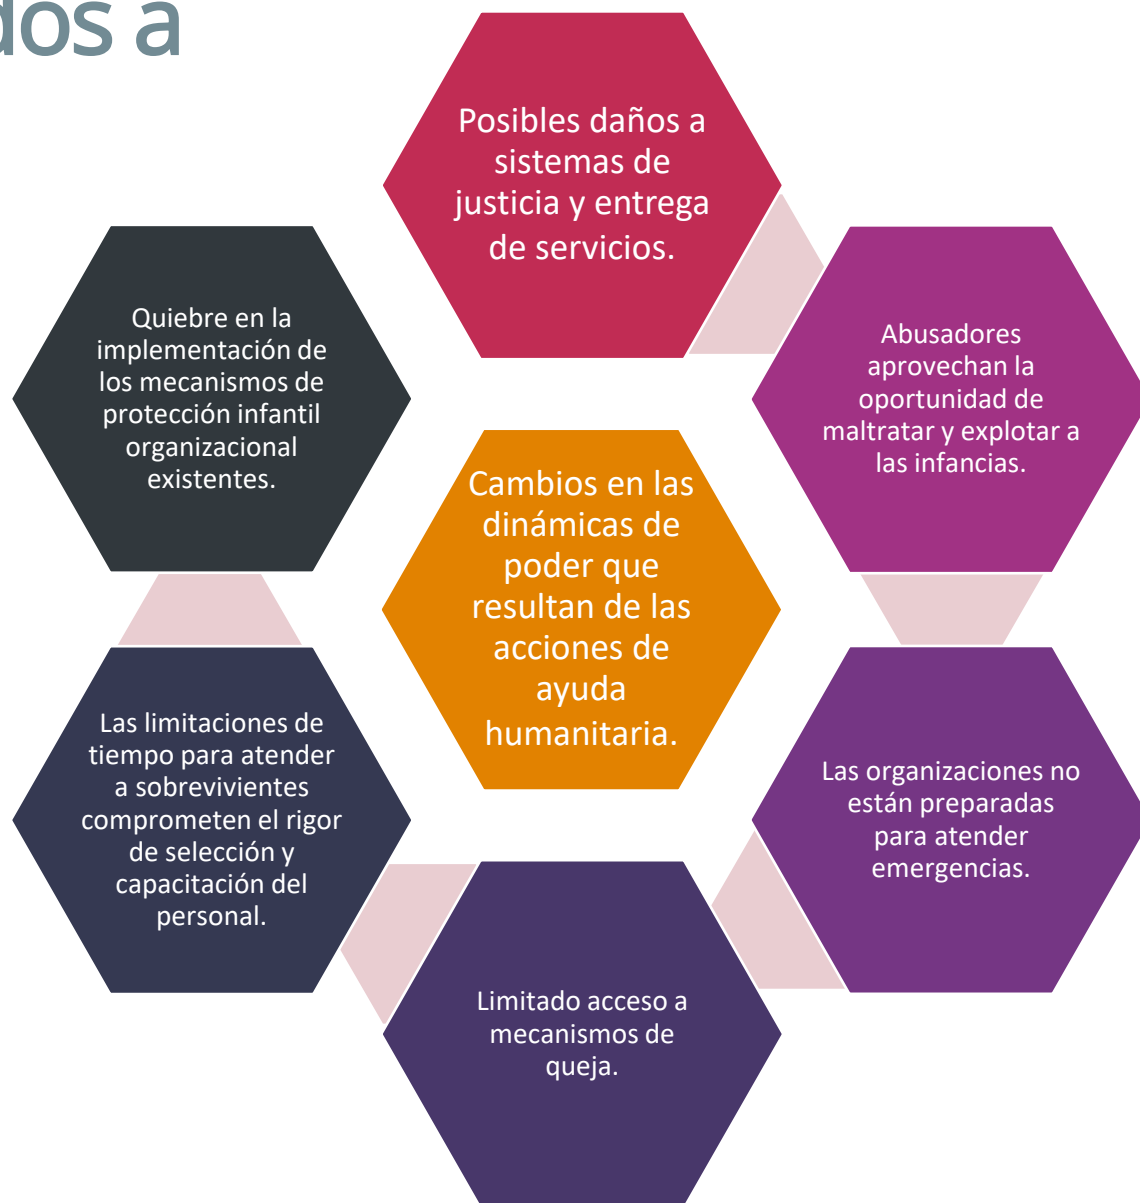 dos a
Posibles daños a
sistemas de
justicia y entrega
de servicios.
Abusadores
aprovechan la
oportunidad de
maltratar y explotar a
las infancias.
Las organizaciones no
están preparadas
para atender
emergencias.
Limitado acceso a
mecanismos de
queja.
Las limitaciones de
tiempo para atender
a sobrevivientes
comprometen el rigor
de selección y
capacitación del
personal.
Quiebre en la
implementación de
los mecanismos de
protección infantil
organizacional
existentes.
Cambios en las
dinámicas de
poder que
resultan de las
acciones de
ayuda
humanitaria.